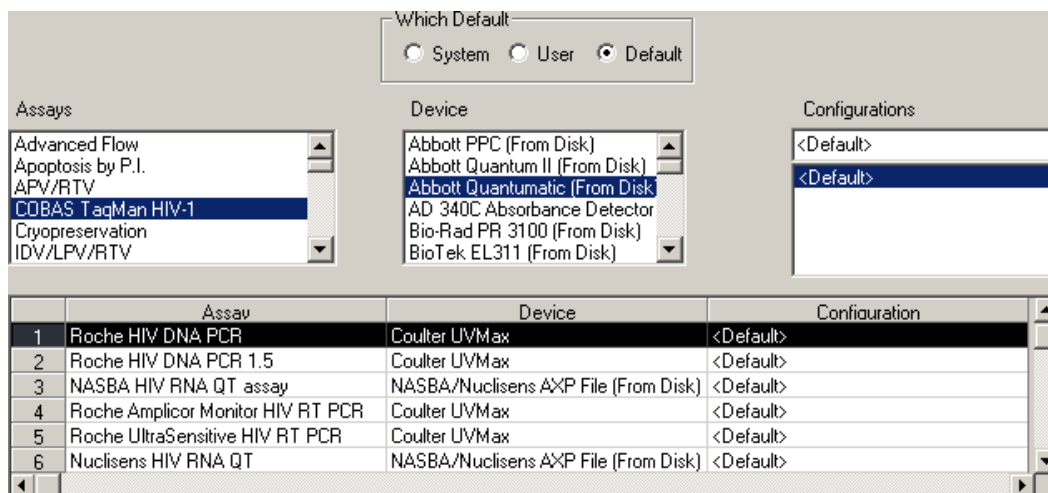 Which Default
System User Default
Assays Device Configurations
Advanced Flow
Apoptosis by P.I.
APV/RTV
COBAS TaqMan HIV-1
Cryopreservation
IDV/LPV/RTV
Abbott PPC (From Disk)
Abbott Quantum II (From Disk)
Abbott Quantumatic (From Disk
AD 340C Absorbance Detector
Bio-Rad PR 3100 (From Disk)
BioTek EL311 (From Disk)
<Default>
<Default>
Assay Device Configuration
1 Roche HIV DNA PCR Coulter UVMax <Default>
2 Roche HIV DNA PCR 1.5 Coulter UVMax <Default>
3 NASBA HIV RNA QT assay NASBA/Nuclisens AXP File (From Disk) <Default>
4 Roche Amplicor Monitor HIV RT PCR Coulter UVMax <Default>
5 Roche UltraSensitive HIV RT PCR Coulter UVMax <Default>
6 Nuclisens HIV RNA QT NASBA/Nuclisens AXP File (From Disk) <Default>